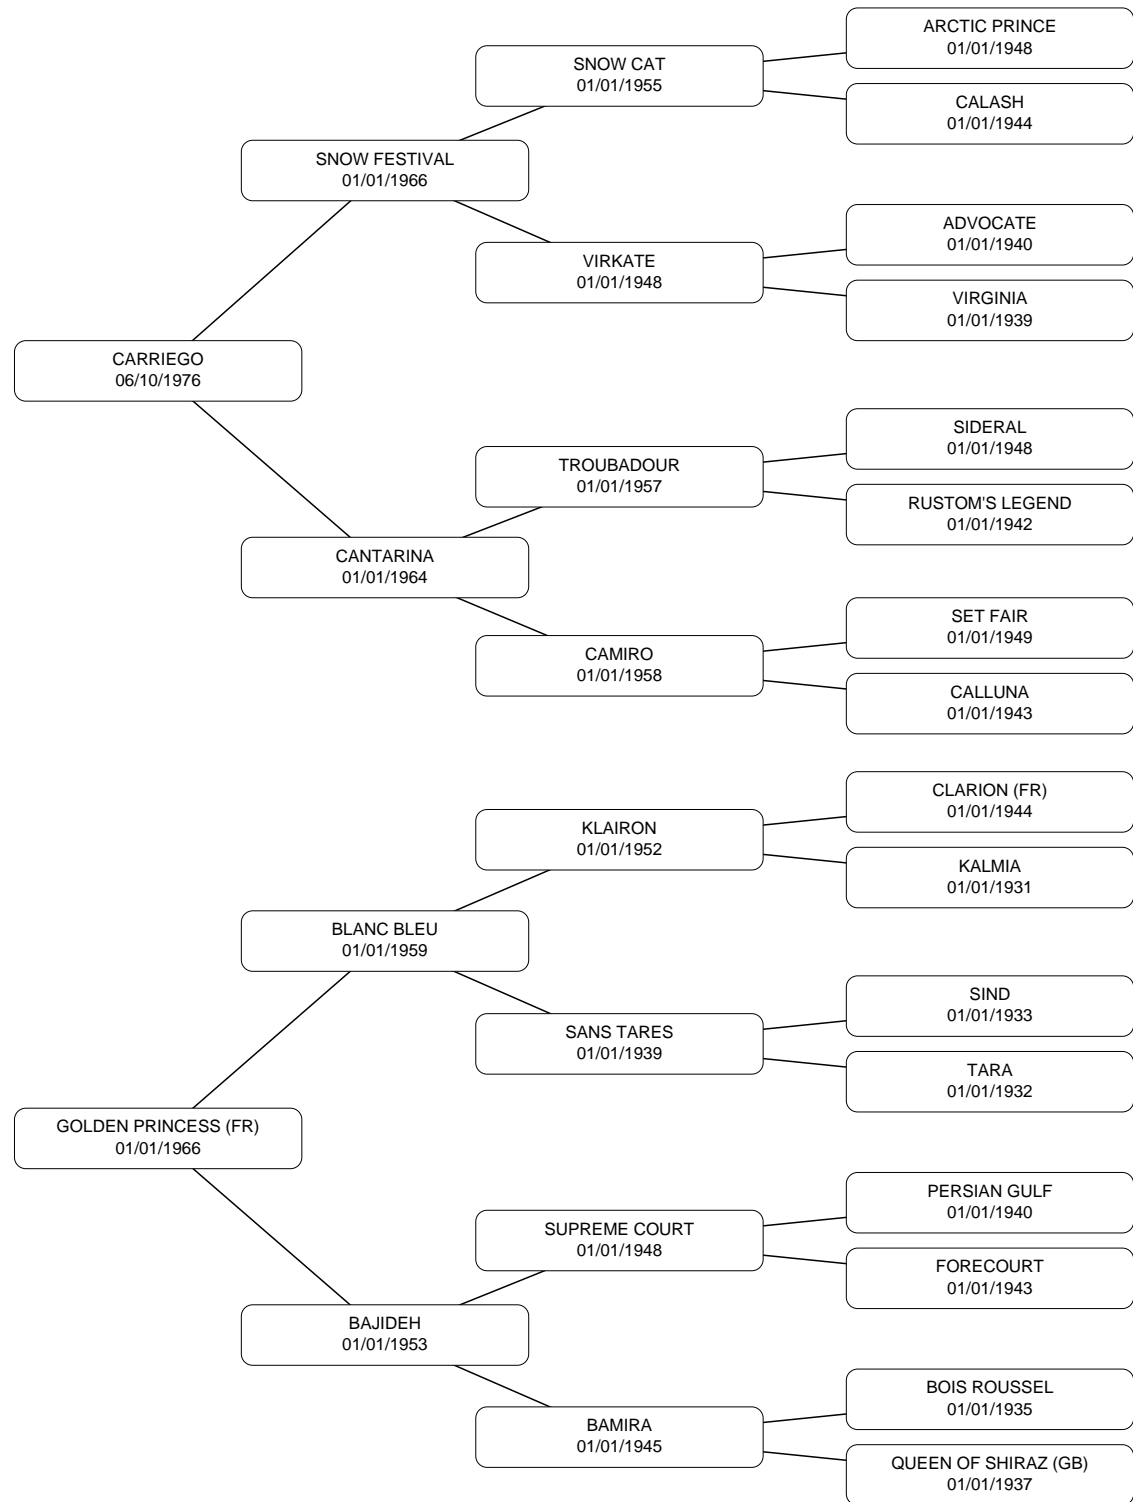 ARCTIC PRINCE
01/01/1948
SNOW CAT
01/01/1955
CALASH
01/01/1944
SNOW FESTIVAL
01/01/1966
ADVOCATE
01/01/1940
VIRKATE
01/01/1948
VIRGINIA
01/01/1939
CARRIEGO
06/10/1976
SIDERAL
01/01/1948
TROUBADOUR
01/01/1957
RUSTOM'S LEGEND
01/01/1942
CANTARINA
01/01/1964
SET FAIR
01/01/1949
CAMIRO
01/01/1958
CALLUNA
01/01/1943
CLARION (FR)
01/01/1944
KLAIRON
01/01/1952
KALMIA
01/01/1931
BLANC BLEU
01/01/1959
SIND
01/01/1933
SANS TARES
01/01/1939
TARA
01/01/1932
GOLDEN PRINCESS (FR)
01/01/1966
PERSIAN GULF
01/01/1940
SUPREME COURT
01/01/1948
FORECOURT
01/01/1943
BAJIDEH
01/01/1953
BOIS ROUSSEL
01/01/1935
BAMIRA
01/01/1945
QUEEN OF SHIRAZ (GB)
01/01/1937